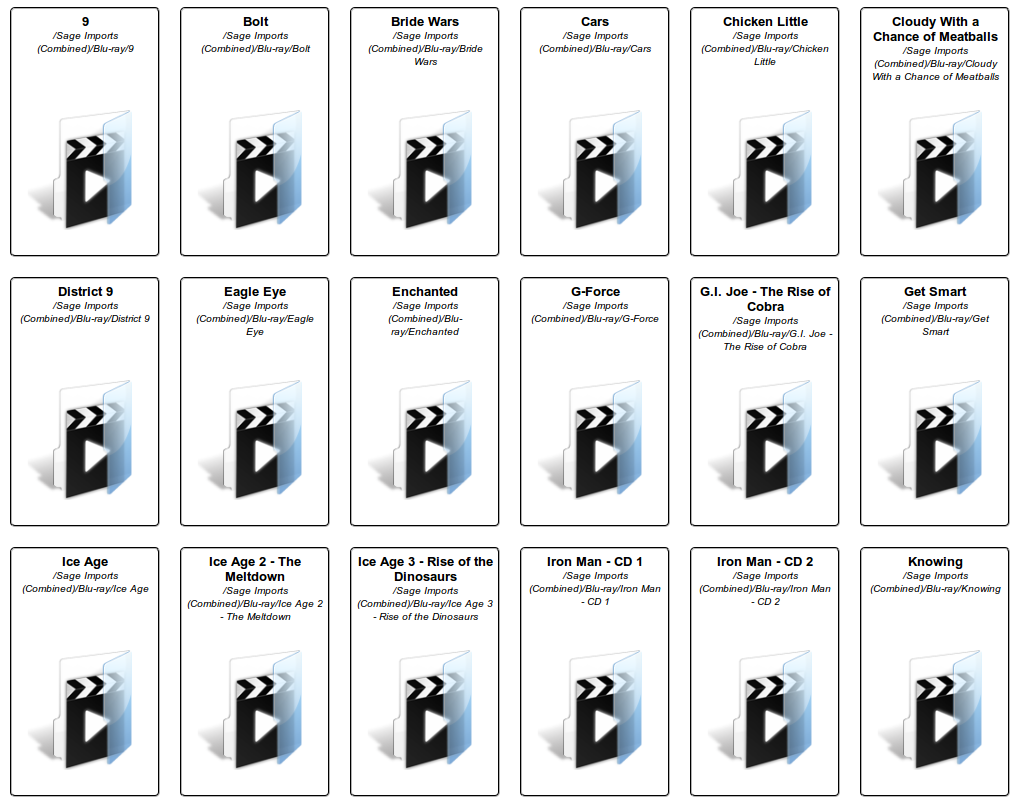 9
/Sage Imports
(Combined)/Blu-ray/9
Bolt
/Sage Imports
(Combined)/Blu-ray/Bolt
Bride Wars
/Sage Imports
(Combined)/Blu-ray/Bride
Wars
Cars
/Sage Imports
(Combined)/Blu-ray/Cars
Chicken Little
/Sage Imports
(Combined)/Blu-ray/Chicken
Little
Cloudy With a
Chance of Meatballs
/Sage Imports
(Combined)/Blu-ray/Cloudy
With a Chance of Meatballs
District 9
/Sage Imports
(Combined)/Blu-ray/District 9
Eagle Eye
/Sage Imports
(Combined)/Blu-ray/Eagle
Eye
Enchanted
/Sage Imports
(Combined)/Blu-
ray/Enchanted
G-Force
/Sage Imports
(Combined)/Blu-ray/G-Force
G.I. Joe - The Rise of
Cobra
/Sage Imports
(Combined)/Blu-ray/G.I. Joe -
The Rise of Cobra
Get Smart
/Sage Imports
(Combined)/Blu-ray/Get
Smart
Ice Age
/Sage Imports
(Combined)/Blu-ray/Ice Age
Ice Age 2 - The
Meltdown
/Sage Imports
(Combined)/Blu-ray/Ice Age 2
- The Meltdown
Ice Age 3 - Rise of the
Dinosaurs
/Sage Imports
(Combined)/Blu-ray/Ice Age 3
- Rise of the Dinosaurs
Iron Man - CD 1
/Sage Imports
(Combined)/Blu-ray/Iron Man
- CD 1
Iron Man - CD 2
/Sage Imports
(Combined)/Blu-ray/Iron Man
- CD 2
Knowing
/Sage Imports
(Combined)/Blu-ray/Knowing